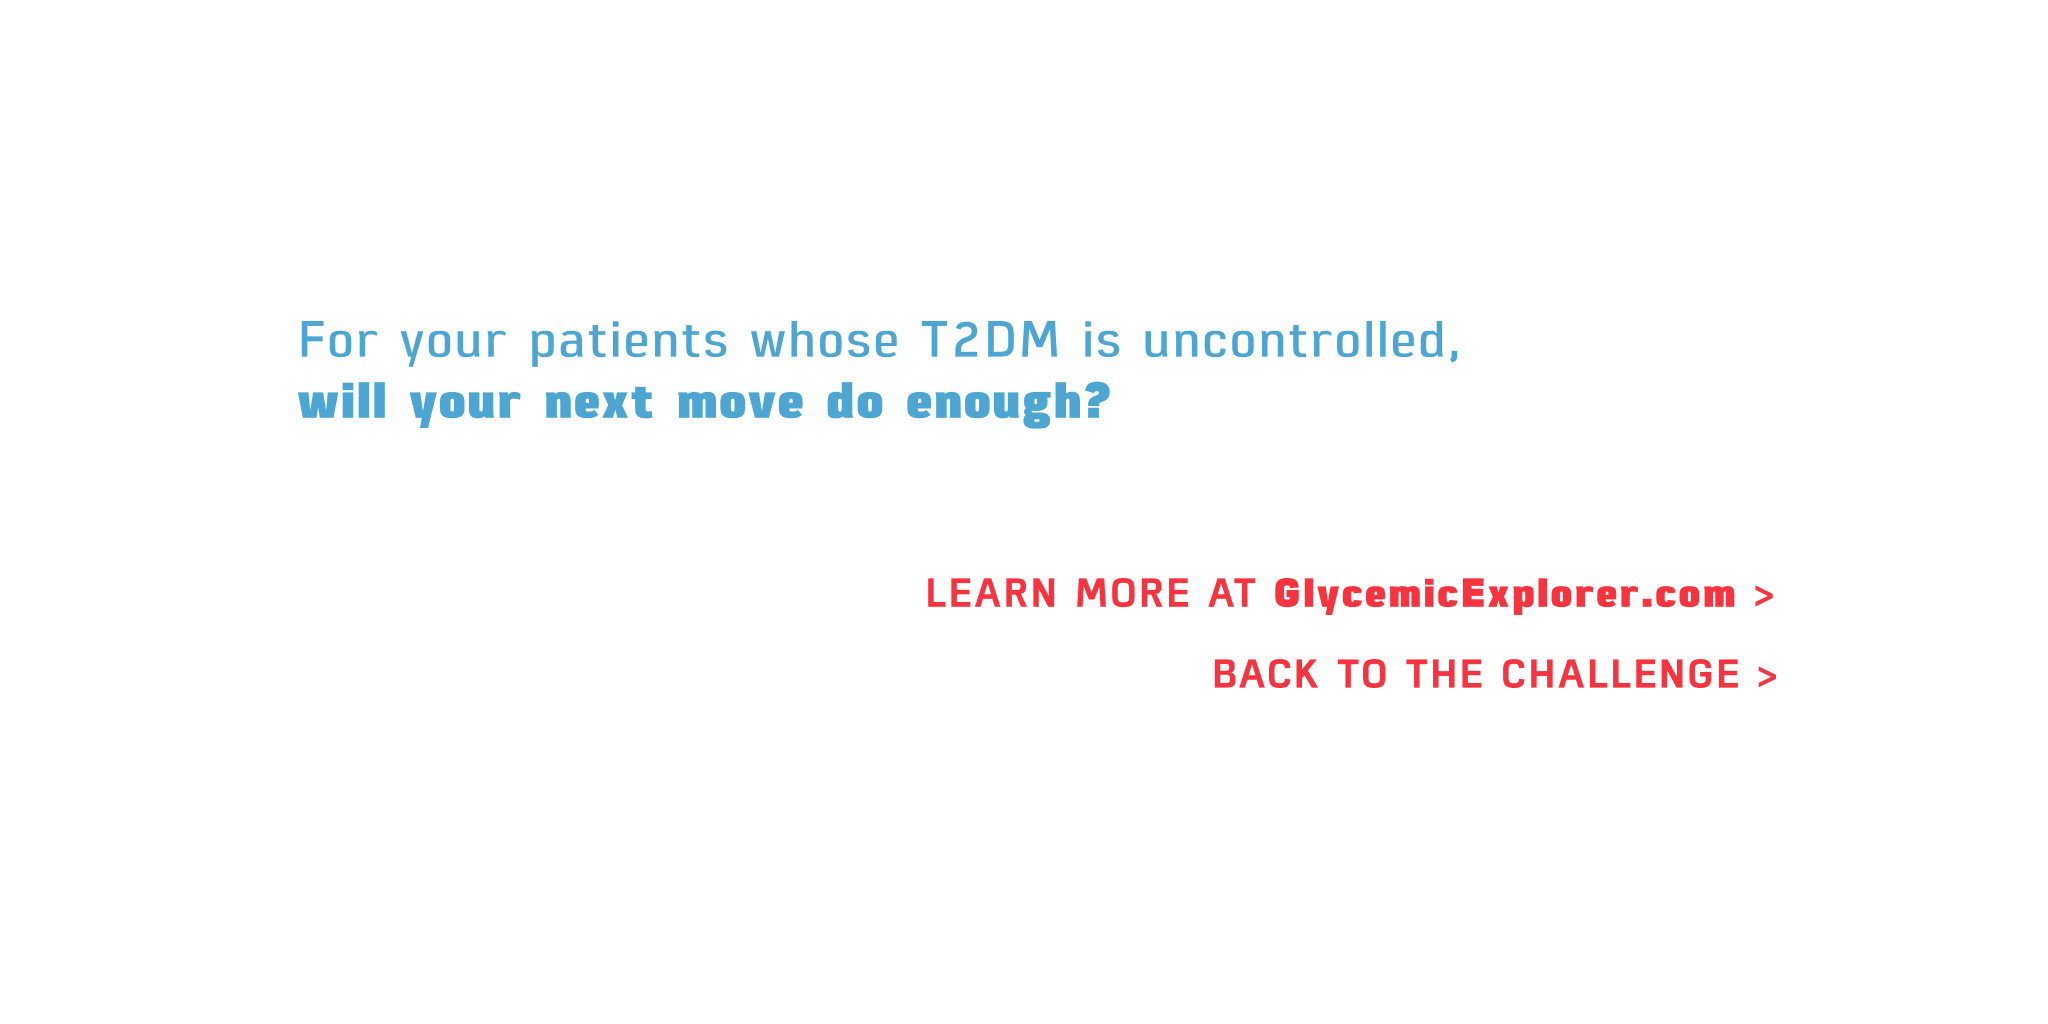 For your patients whose T2DM is uncontrolled,
will your next move do enough?
LEARN MORE AT GlycemicExplorer.com >
BACK TO THE CHALLENGE >